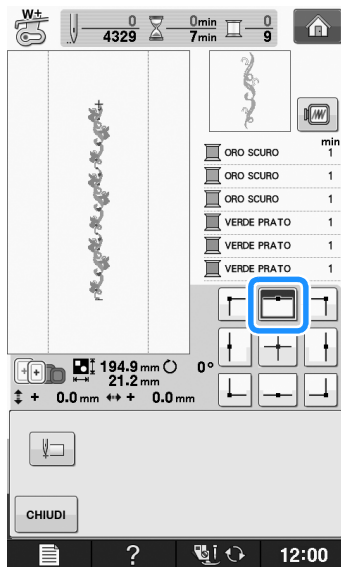 W±
0 0min 0
4329 7min 9
min
ORO SCURO 1
ORO SCURO 1
ORO SCURO 1
VERDE PRATO 1
VERDE PRATO 1
VERDE PRATO 1
194.9 mm 0°
21.2 mm
+ 0.0 mm + 0.0 mm
CHIUDI
? 12:00